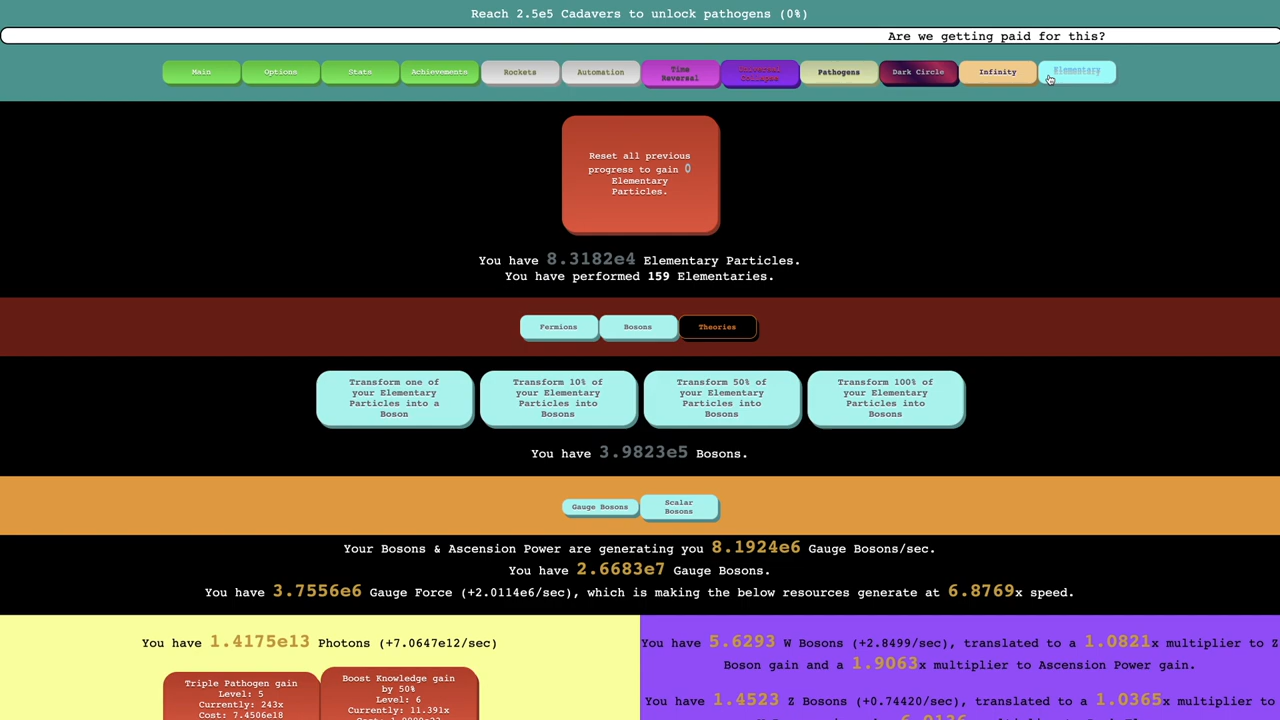 Reach 2.5e5 Cadavers to unlock pathogens (0%)
Are we getting paid for this?
Main
Options
Stats
Achievements
Rockets
Automation
Time
Reversal
Universal
Collapse
Pathogens
Dark Circle
Infinity
Elementary
Reset all previous
progress to gain 0
Elementary
Particles.
You have 8.3182e4 Elementary Particles.
You have performed 159 Elementaries.
Fermions
Bosons
Theories
Transform one of
your Elementary
Particles into a
Boson
Transform 10% of
your Elementary
Particles into
Bosons
Transform 50% of
your Elementary
Particles into
Bosons
Transform 100% of
your Elementary
Particles into
Bosons
You have 3.9823e5 Bosons.
Gauge Bosons
Scalar
Bosons
Your Bosons & Ascension Power are generating you 8.1924e6 Gauge Bosons/sec.
You have 2.6683e7 Gauge Bosons.
You have 3.7556e6 Gauge Force (+2.0114e6/sec), which is making the below resources generate at 6.8769x speed.
You have 1.4175e13 Photons (+7.0647e12/sec)
Triple Pathogen gain
Level: 5
Currently: 243x
Cost: 7.4506e18
Boost Knowledge gain
by 50%
Level: 6
Currently: 11.391x
You have 5.6293 W Bosons (+2.8499/sec), translated to a 1.0821x multiplier to Z
Boson gain and a 1.9063x multiplier to Ascension Power gain.
You have 1.4523 Z Bosons (+0.74420/sec), translated to a 1.0365x multiplier to